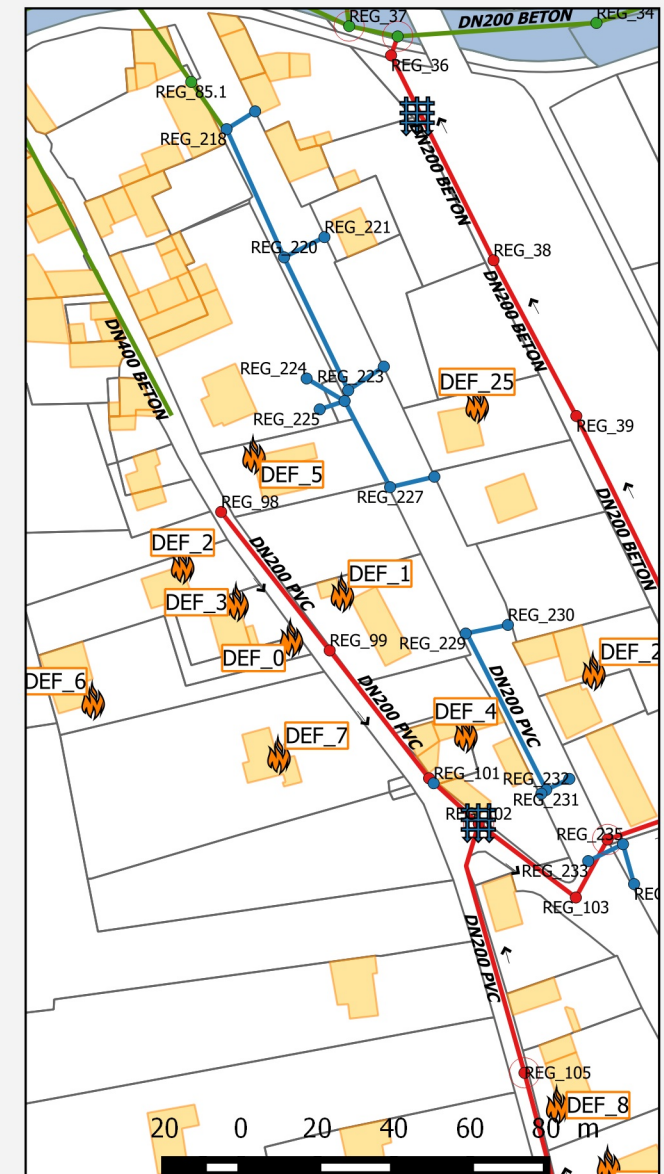 REG_37
DN200 BETON
REG_34
REG_36
REG_85.1
REG_218
DN200 BETON
REG_221
REG_220
REG_38
DN200 BETON
DN400 BETON
REG_224
REG_223
DEF_25
REG_225
REG_39
DEF_5
REG_227
REG_98
DN200 BETON
DEF_2
DN200 PVC
DEF_1
DEF_3
REG_230
REG_99
REG_229
DEF_0
DEF_2
DEF_6
DN200 PVC
DN200 PVC
DEF_4
DEF_7
REG_101
REG_232
REG_231
REG_102
REG_235
REG_233
REG_103
DN200 PVC
REG_105
DEF_8
20 0 20 40 60 80 m